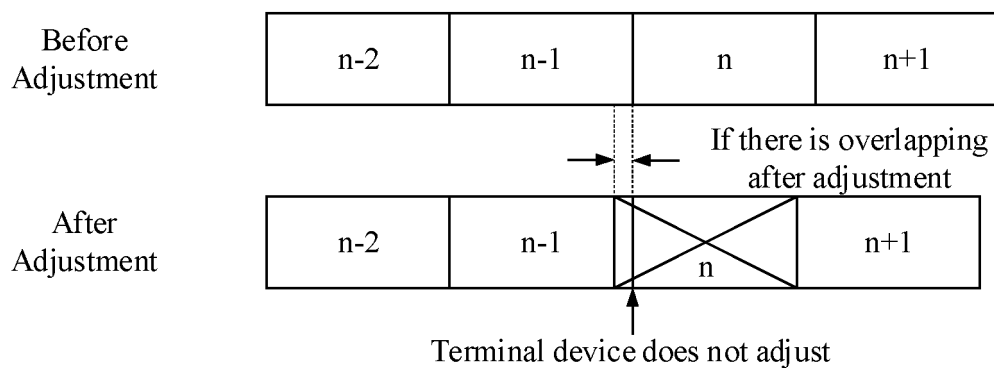 Before
Adjustment
n-2
n-1
n
n+1
If there is overlapping
after adjustment
After
Adjustment
n-2
n-1
n
n+1
Terminal device does not adjust